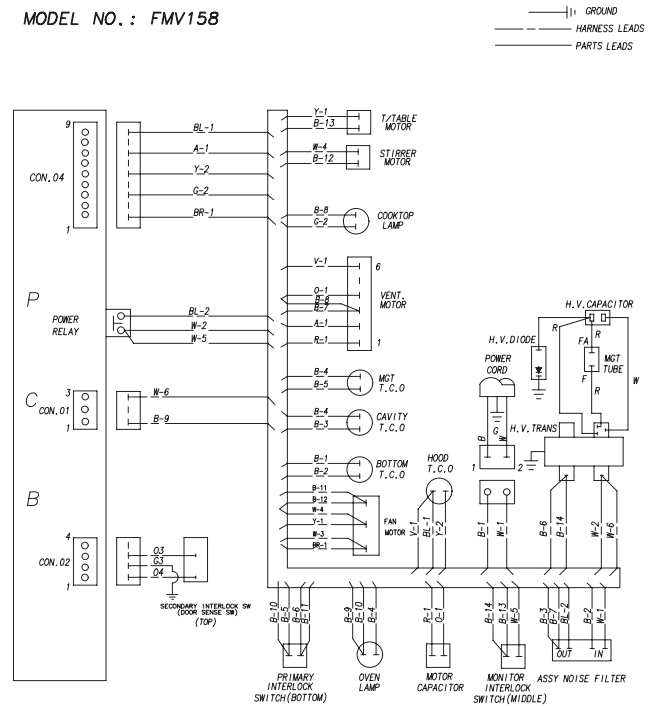 MODEL NO.: FMV158
GROUND
HARNESS LEADS
PARTS LEADS
9
CON.04
1
BL-1
A-1
Y-2
G-2
BR-1
Y-1
B-13
T/TABLE
MOTOR
W-4
B-12
STIRRER
MOTOR
B-8
G-2
COOKTOP
LAMP
V-1
6
O-1
B-8
B-7
A-1
R-1
1
VENT.
MOTOR
P
POWER
RELAY
BL-2
W-2
W-5
C
3
CON.01
1
W-6
B-9
B-4
B-5
MGT
T.C.O
B-4
B-3
CAVITY
T.C.O
B-1
B-2
BOTTOM
T.C.O
B-11
B-12
W-4
Y-1
W-3
BR-1
FAN
MOTOR
HOOD
T.C.O
V-1
BL-1
Y-2
H.V.CAPACITOR
H.V.DIODE
R
R
FA
MGT
TUBE
F
R
W
POWER
CORD
B
G
W
1
2
H.V.TRANS
B-1
W-1
B-6
B-14
W-2
W-6
B
4
CON.02
1
O3
G3
O4
SECONDARY INTERLOCK SW
(DOOR SENSE SW)
(TOP)
B-10
B-5
B-6
B-11
PRIMARY
INTERLOCK
SWITCH(BOTTOM)
B-9
B-10
B-4
OVEN
LAMP
R-1
O-1
MOTOR
CAPACITOR
B-14
B-13
W-5
MONITOR
INTERLOCK
SWITCH(MIDDLE)
B-3
B-7
BL-2
B-2
W-1
OUT
IN
ASSY NOISE FILTER